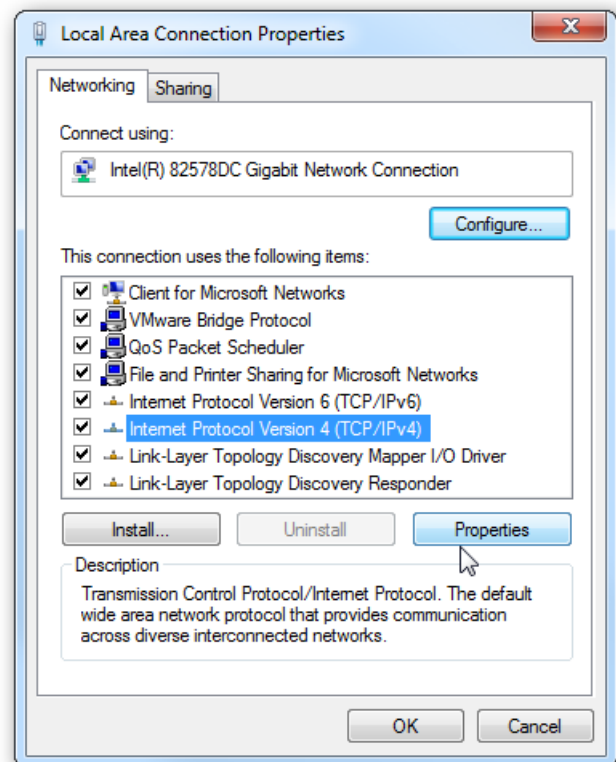 Local Area Connection Properties
Networking
Sharing
Connect using:
Intel(R) 82578DC Gigabit Network Connection
Configure...
This connection uses the following items:
Client for Microsoft Networks
VMware Bridge Protocol
QoS Packet Scheduler
File and Printer Sharing for Microsoft Networks
Internet Protocol Version 6 (TCP/IPv6)
Internet Protocol Version 4 (TCP/IPv4)
Link-Layer Topology Discovery Mapper I/O Driver
Link-Layer Topology Discovery Responder
Install...
Uninstall
Properties
Description
Transmission Control Protocol/Internet Protocol. The default
wide area network protocol that provides communication
across diverse interconnected networks.
OK
Cancel